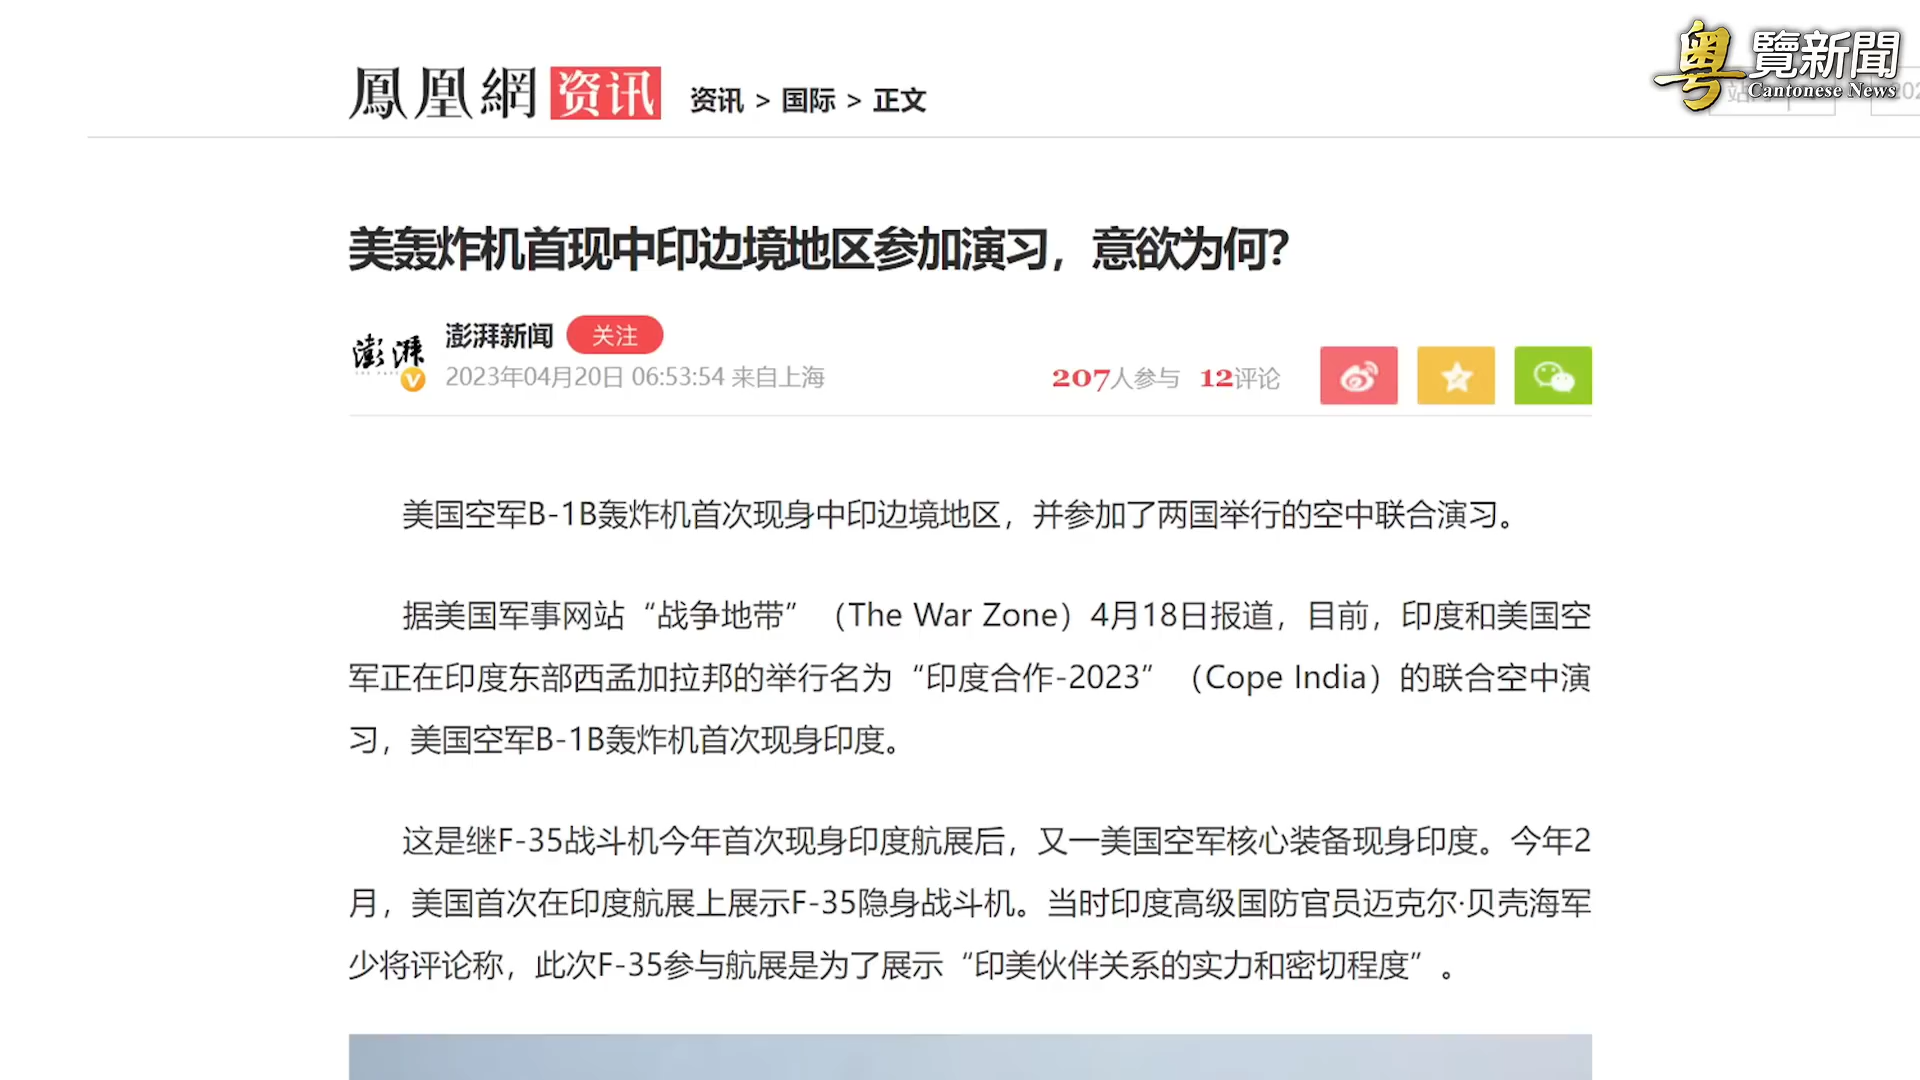 鳳凰網 资讯 资讯 > 国际 > 正文
粤覽新聞
Cantonese News
美轰炸机首现中印边境地区参加演习，意欲为何？
澎湃
澎湃新闻 关注
2023年04月20日 06:53:54 来自上海
207人参与 12评论
美国空军B-1B轰炸机首次现身中印边境地区，并参加了两国举行的空中联合演习。
据美国军事网站“战争地带”（The War Zone）4月18日报道，目前，印度和美国空
军正在印度东部西孟加拉邦的举行名为“印度合作-2023”（Cope India）的联合空中演
习，美国空军B-1B轰炸机首次现身印度。
这是继F-35战斗机今年首次现身印度航展后，又一美国空军核心装备现身印度。今年2
月，美国首次在印度航展上展示F-35隐身战斗机。当时印度高级国防官员迈克尔·贝壳海军
少将评论称，此次F-35参与航展是为了展示“印美伙伴关系的实力和密切程度”。